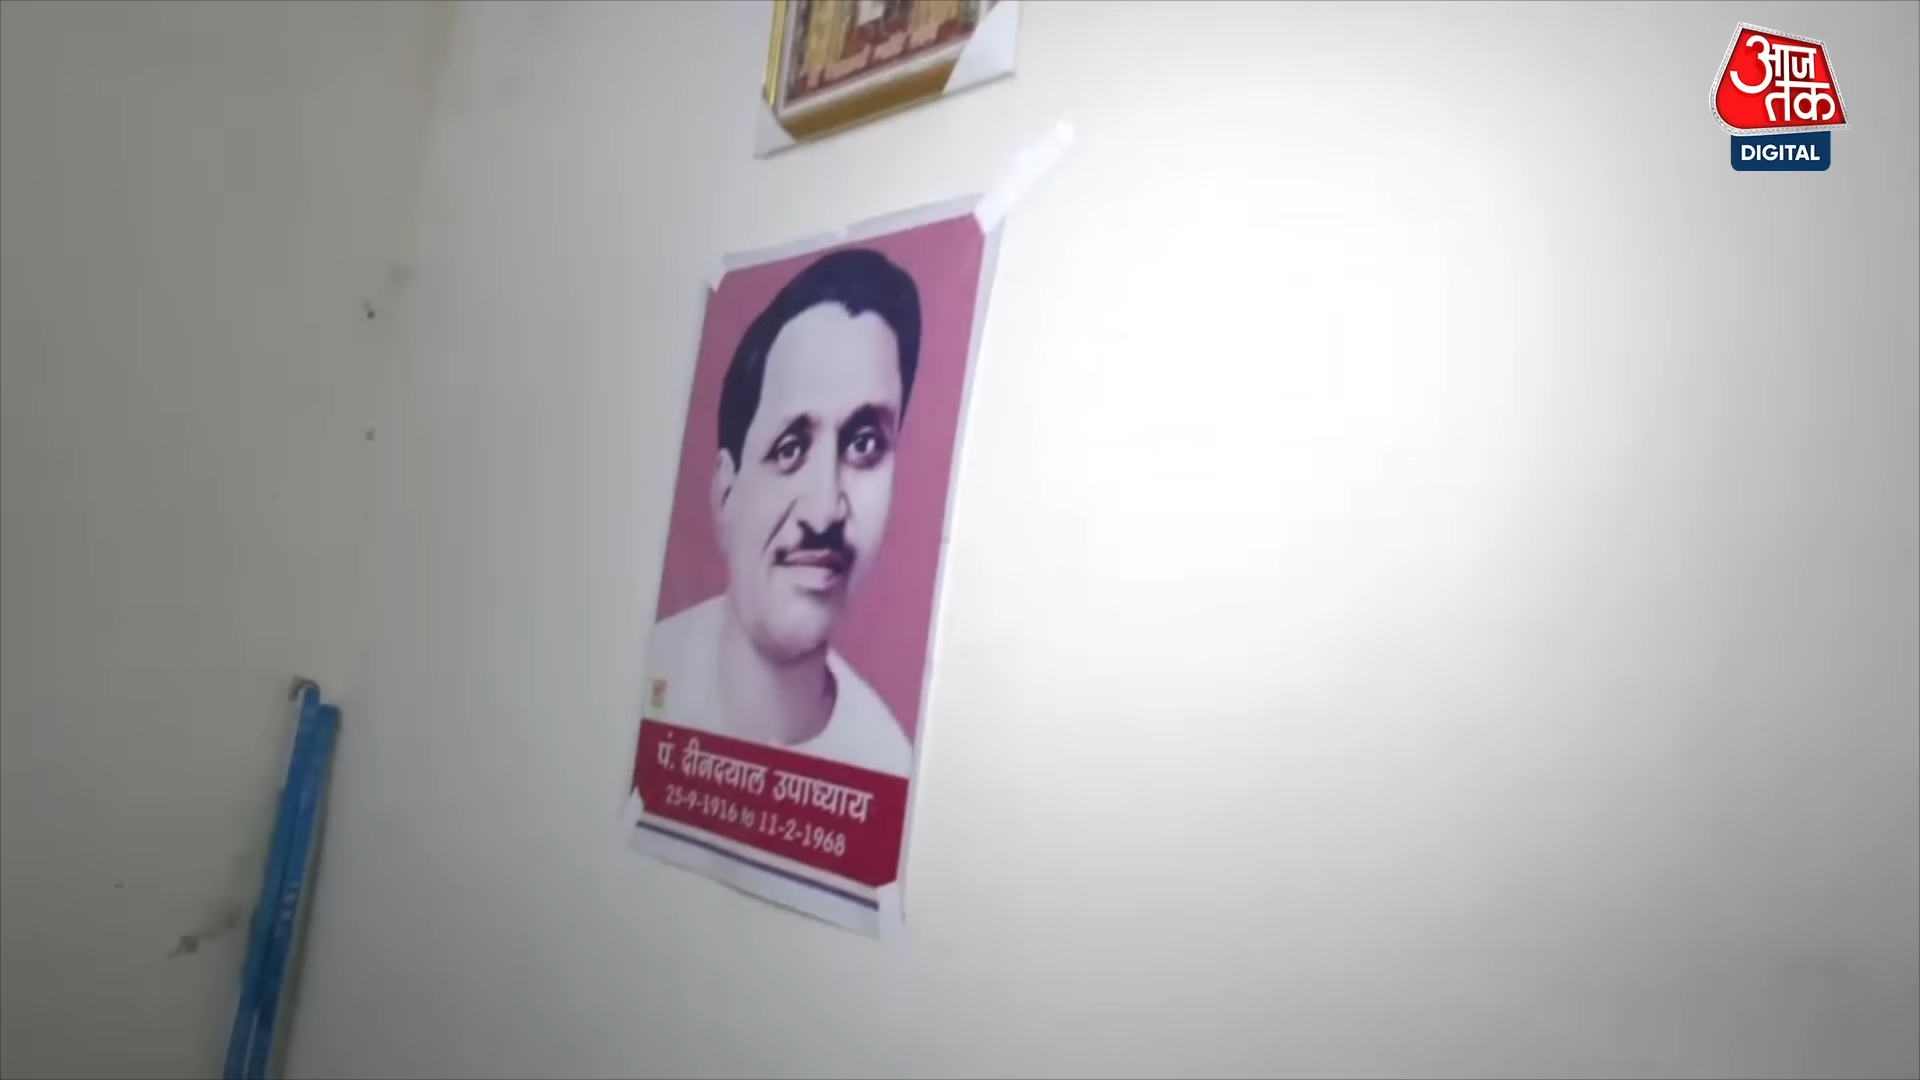 आज
तक
DIGITAL
पं. दीनदयाल उपाध्याय
25-9-1916 to 11-2-1968